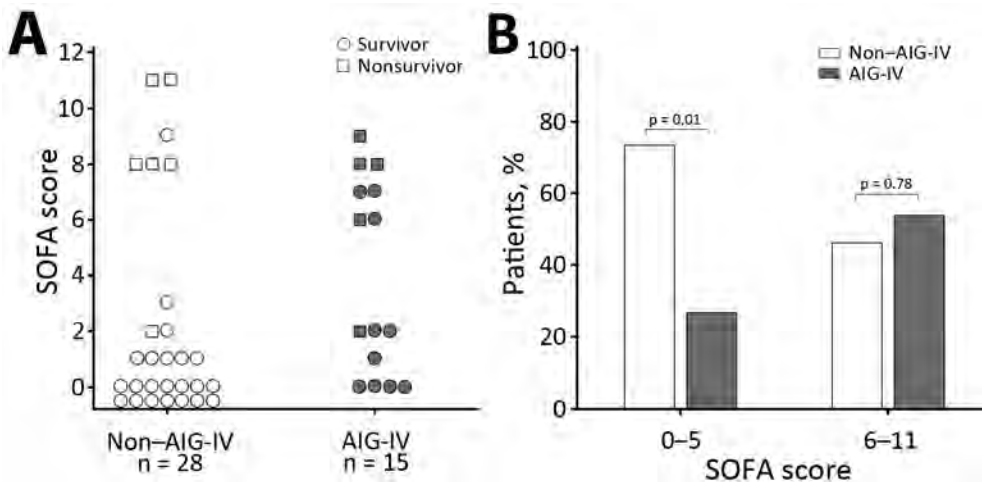 A
Survivor
Nonsurvivor
12
10
8
6
4
2
0
SOFA score
Non–AIG-IV
n = 28
AIG-IV
n = 15
B
Non–AIG-IV
AIG-IV
100
80
60
40
20
0
Patients, %
p = 0.01
p = 0.78
0–5
6–11
SOFA score